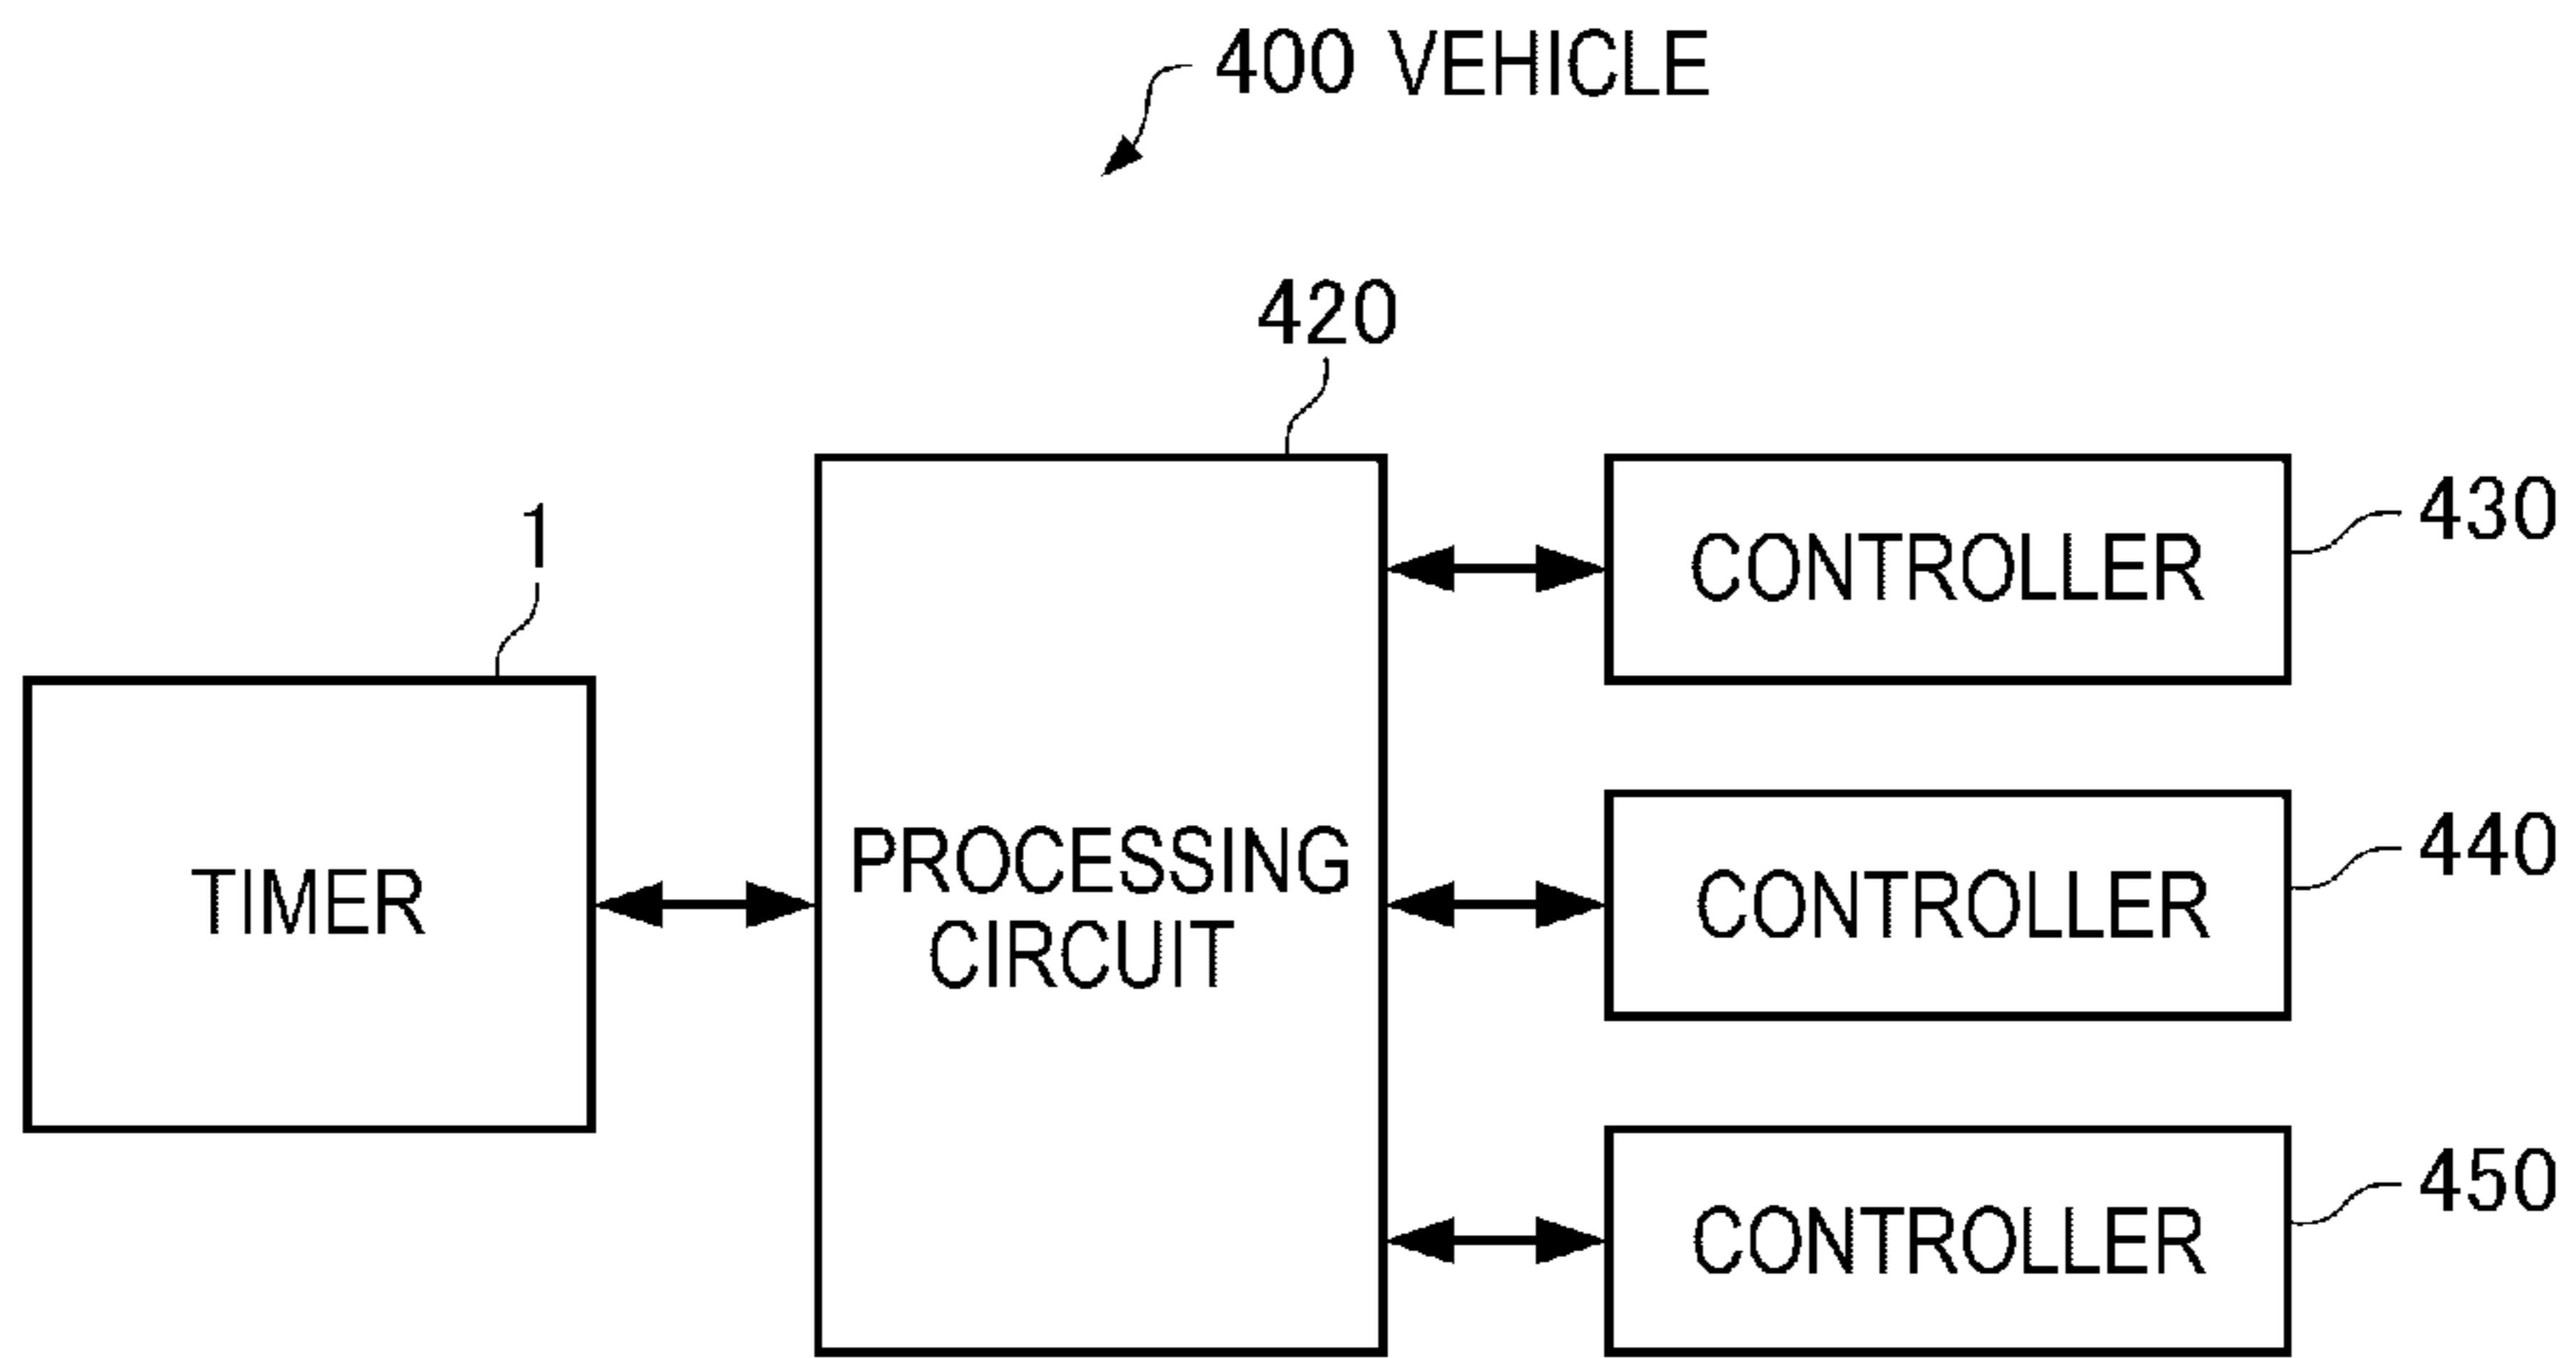 400 VEHICLE
420
1
430
CONTROLLER
440
TIMER
PROCESSING
CIRCUIT
CONTROLLER
450
CONTROLLER